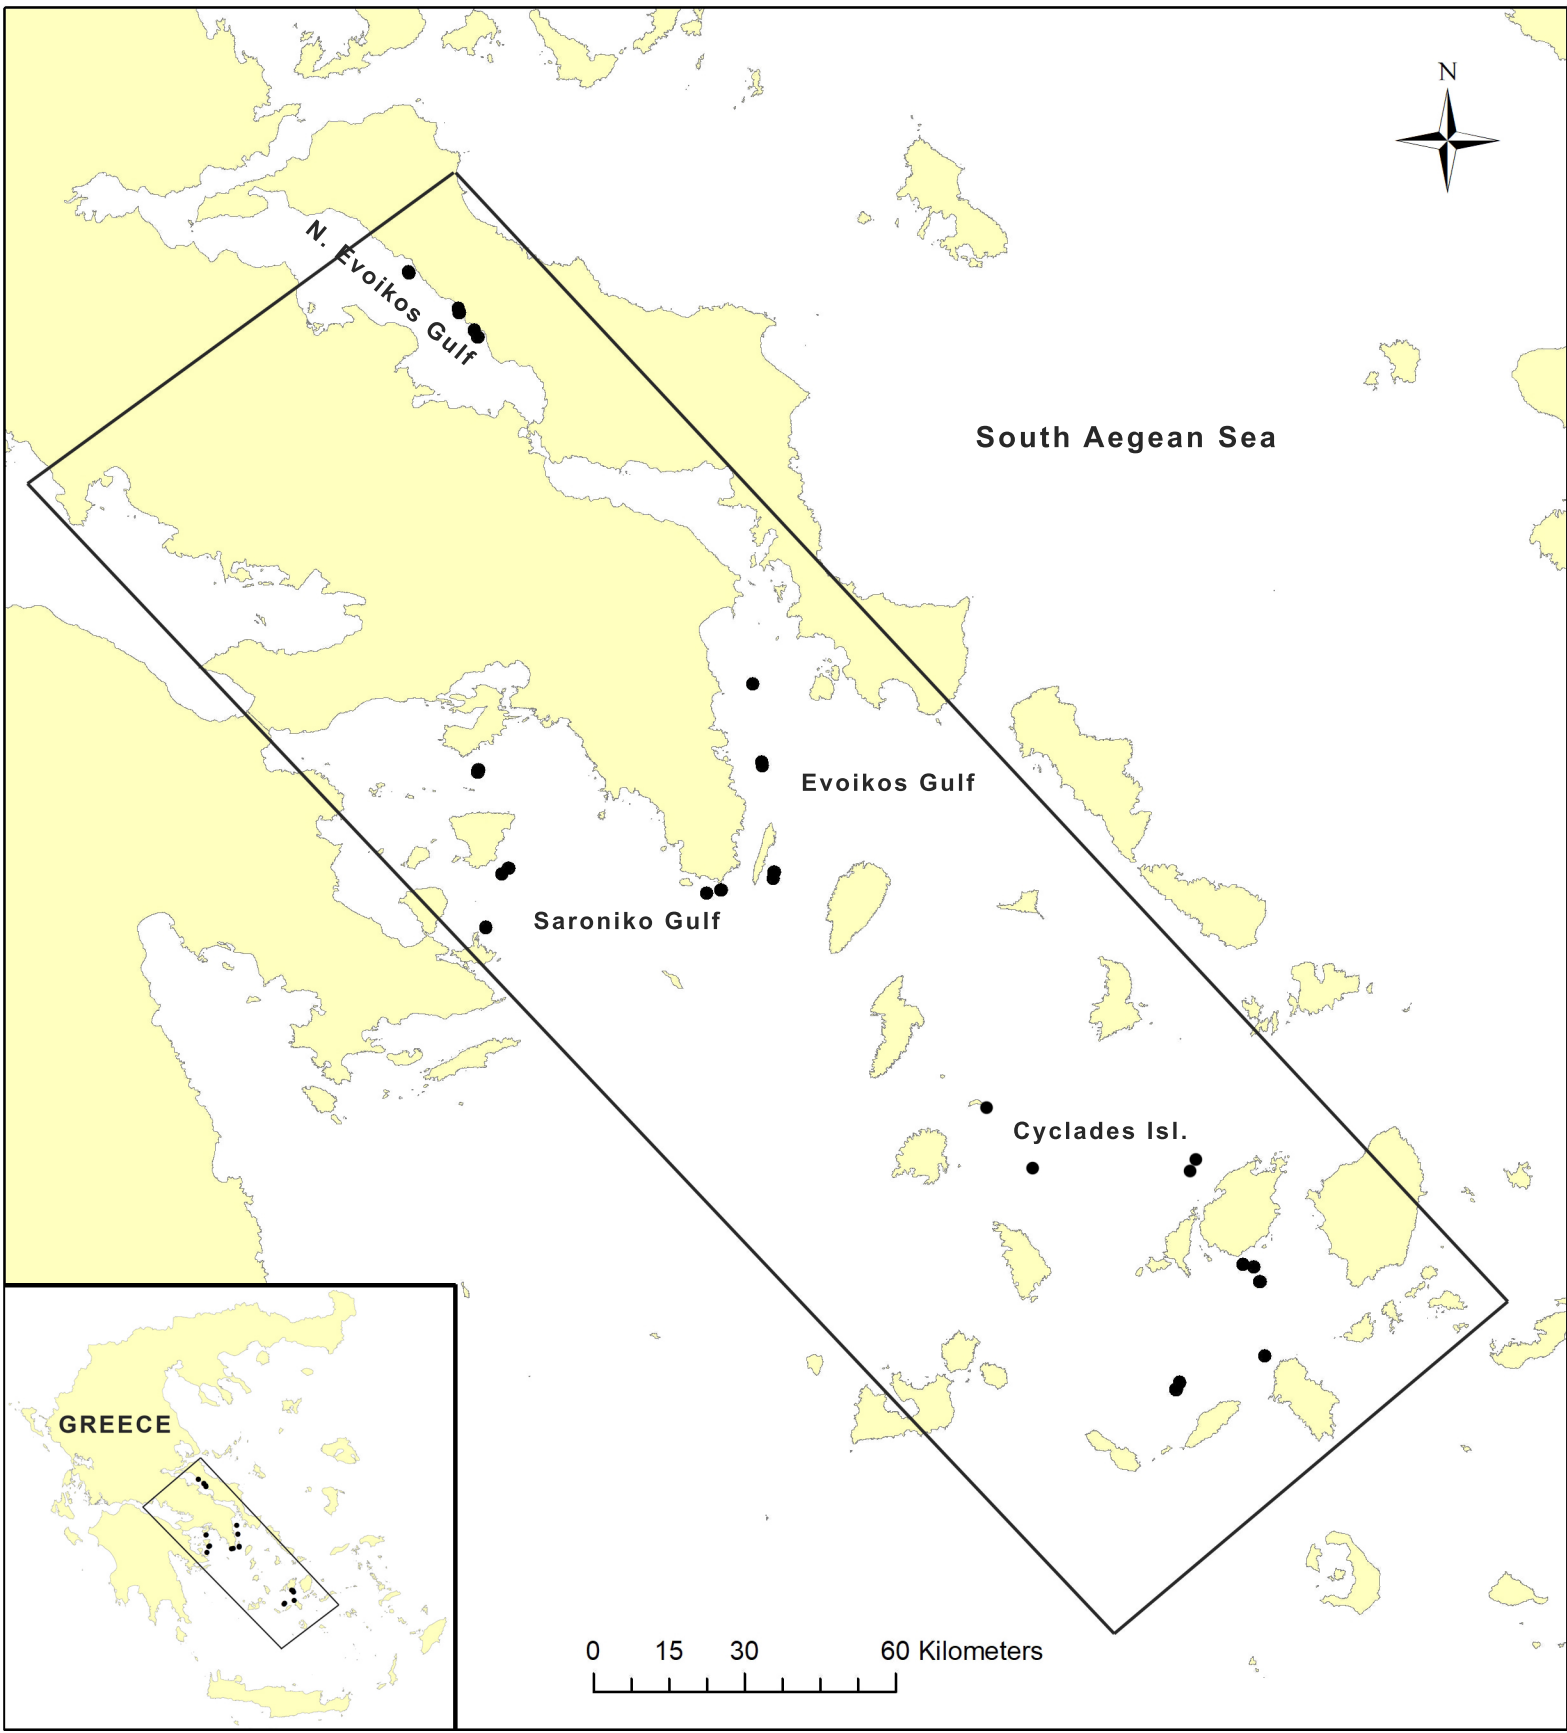 N
N. Evoikos Gulf
South Aegean Sea
Evoikos Gulf
Saroniko Gulf
Cyclades Isl.
GREECE
0 15 30 60 Kilometers